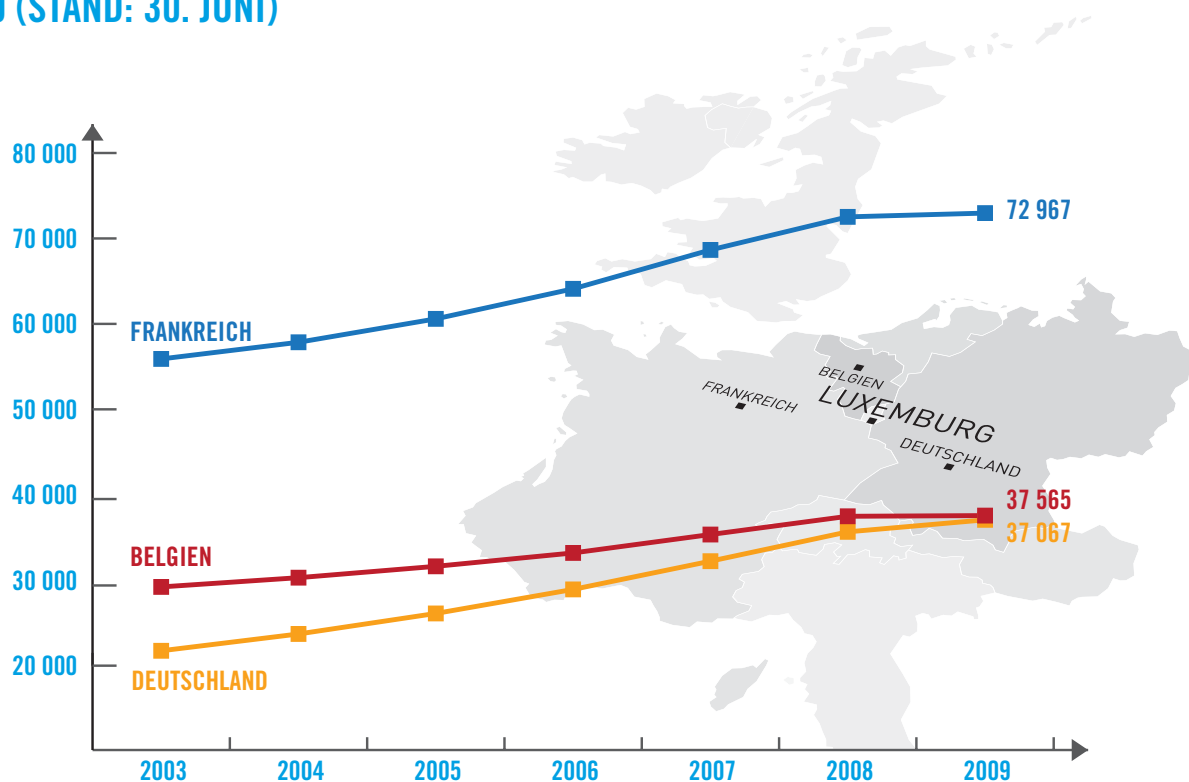 (STAND: 30. JUNI)
80 000
70 000
60 000
50 000
40 000
30 000
20 000
FRANKREICH
72 967
BELGIEN
37 565
DEUTSCHLAND
37 067
FRANKREICH
BELGIEN
LUXEMBURG
DEUTSCHLAND
2003
2004
2005
2006
2007
2008
2009